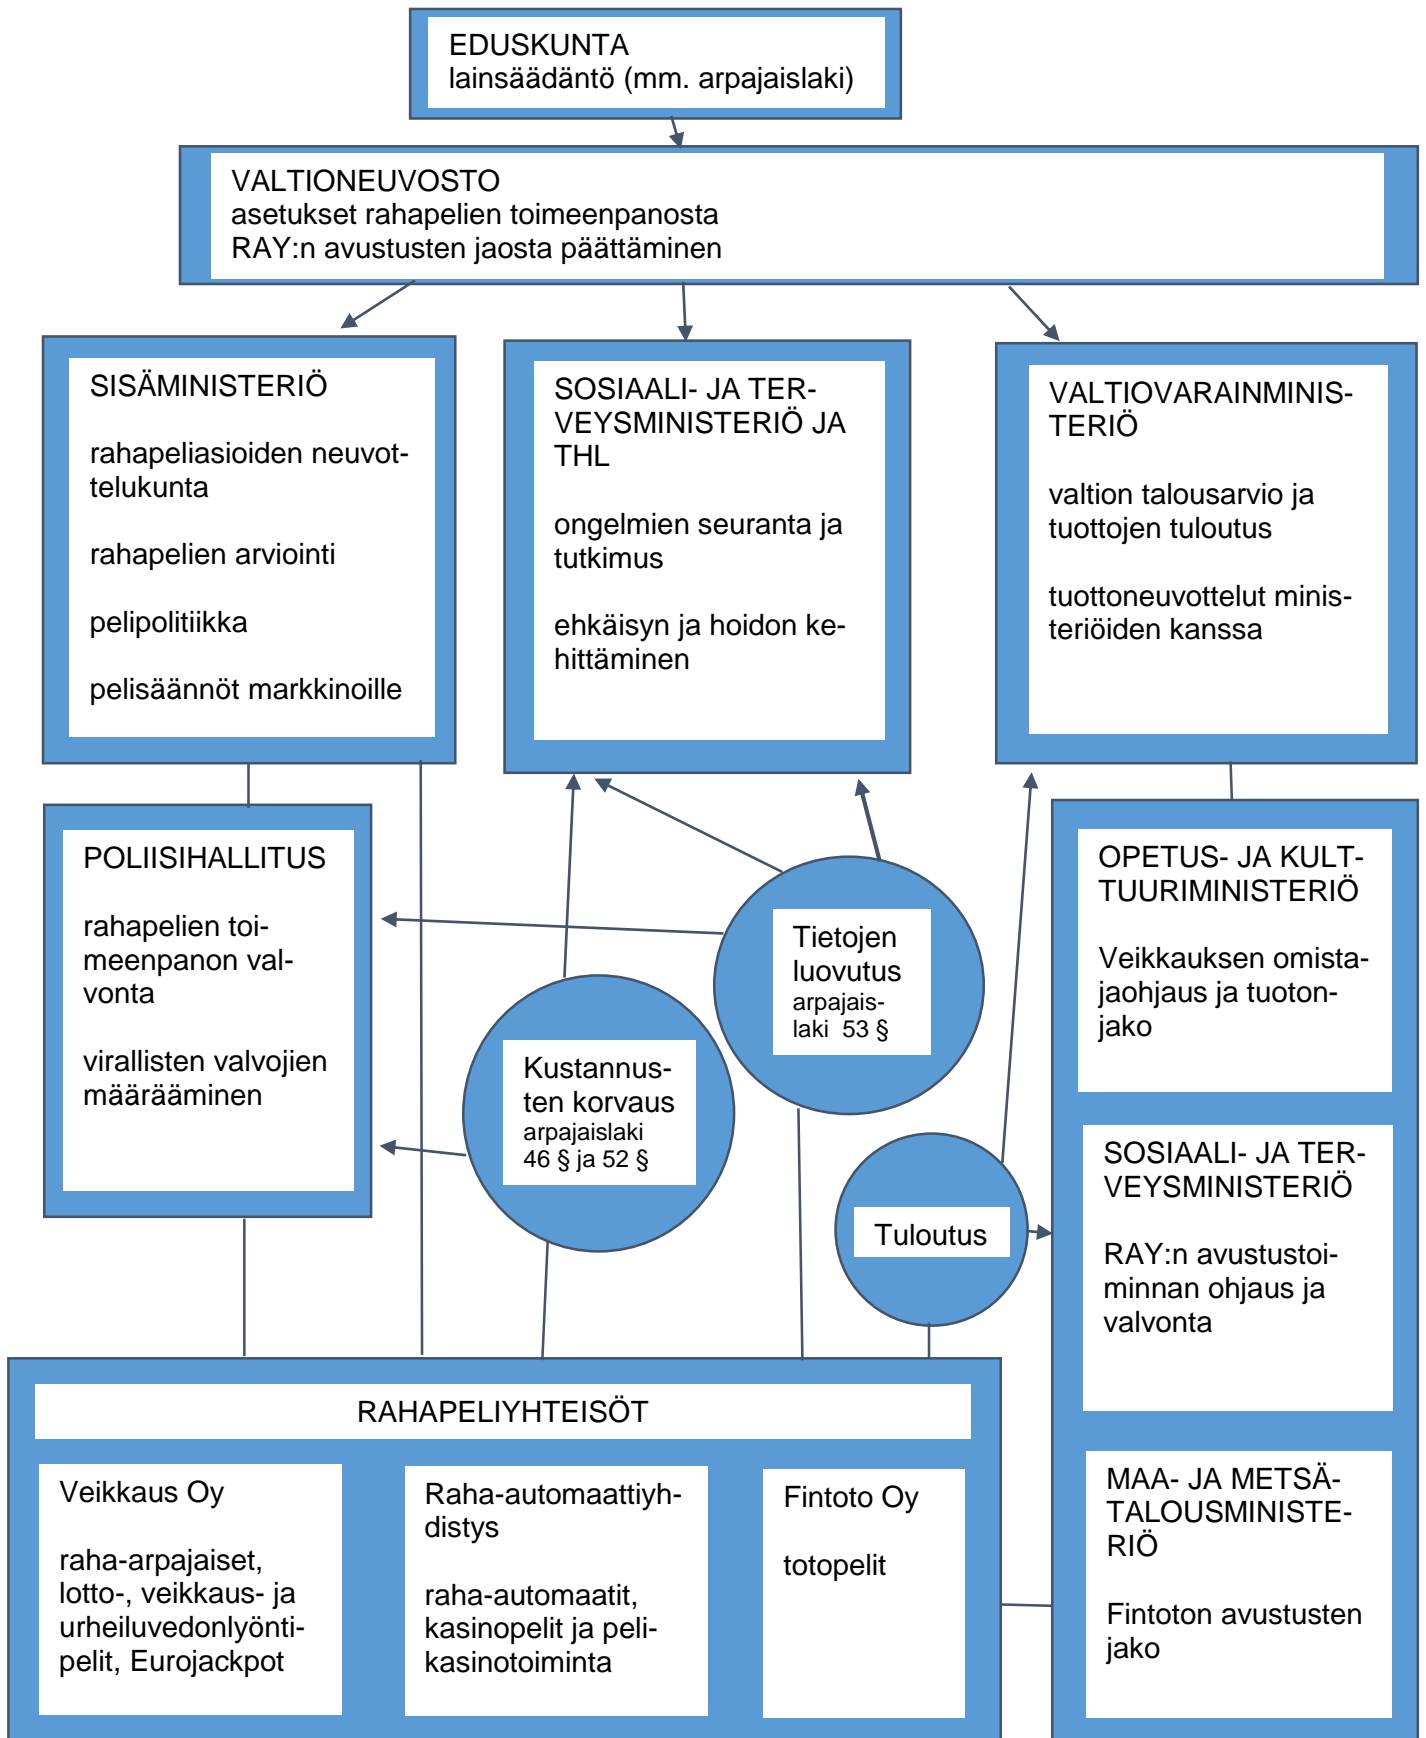 EDUSKUNTA
lainsäädäntö (mm. arpajaislaki)
VALTIONEUVOSTO
asetukset rahapelien toimeenpanosta
RAY:n avustusten jaosta päättäminen
SISÄMINISTERIÖ
rahapeliasioiden neuvot-
telukunta
rahapelien arviointi
pelipolitiikka
pelisäännöt markkinoille
SOSIAALI- JA TER-
VEYSMINISTERIÖ JA
THL
ongelmien seuranta ja
tutkimus
ehkäisyn ja hoidon ke-
hittäminen
VALTIOVARAINMINIS-
TERIÖ
valtion talousarvio ja
tuottojen tuloutus
tuottoneuvottelut minis-
teriöiden kanssa
POLIISIHALLITUS
rahapelien toi-
meenpanon val-
vonta
virallisten valvojien
määrääminen
Kustannus-
ten korvaus
arpajaislaki
46 § ja 52 §
Tietojen
luovutus
arpajais-
laki 53 §
Tuloutus
OPETUS- JA KULT-
TUURIMINISTERIÖ
Veikkauksen omista-
jaohjaus ja tuoton-
jako
SOSIAALI- JA TER-
VEYSMINISTERIÖ
RAY:n avustustoi-
minnan ohjaus ja
valvonta
MAA- JA METSÄ-
TALOUSMINISTE-
RIÖ
Fintoton avustusten
jako
RAHAPELIYHTEISÖT
Veikkaus Oy
raha-arpajaiset,
lotto-, veikkaus- ja
urheiluvedonlyönti-
pelit, Eurojackpot
Raha-automaattiyh-
distys
raha-automaatit,
kasinopelit ja peli-
kasinotoiminta
Fintoto Oy
totopelit